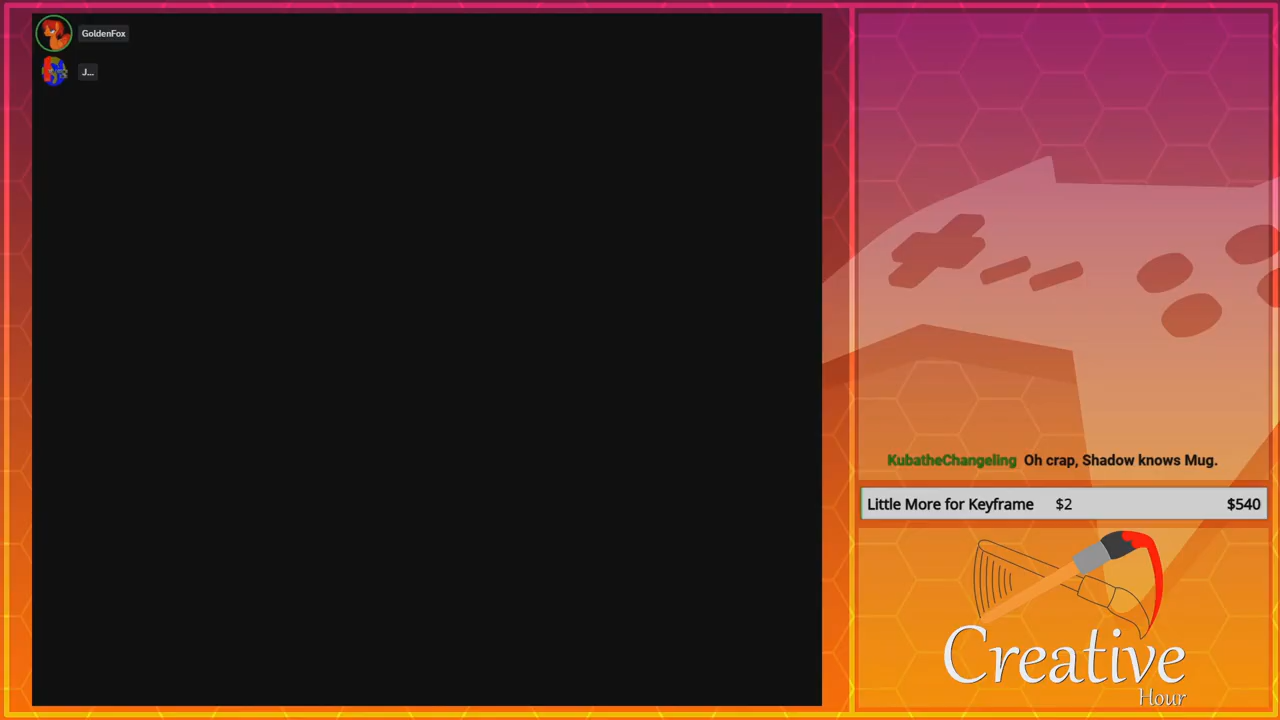 GoldenFox
J...
KubatheChangeling Oh crap, Shadow knows Mug.
Little More for Keyframe $2 $540
Creative
Hour